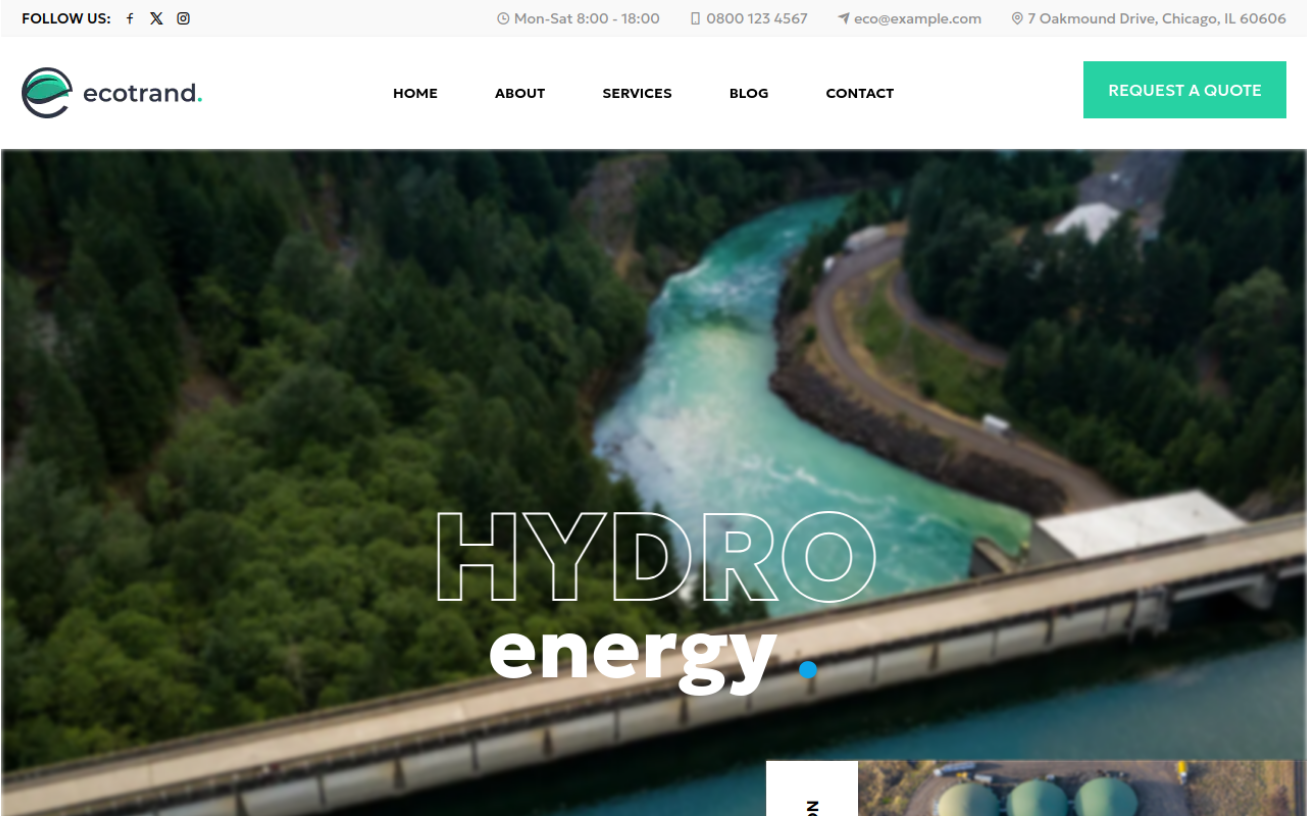 FOLLOW US:
Mon-Sat 8:00 - 18:00
0800 123 4567
eco@example.com
7 Oakmound Drive, Chicago, IL 60606
ecotrand.
HOME
ABOUT
SERVICES
BLOG
CONTACT
REQUEST A QUOTE
HYDRO
energy.